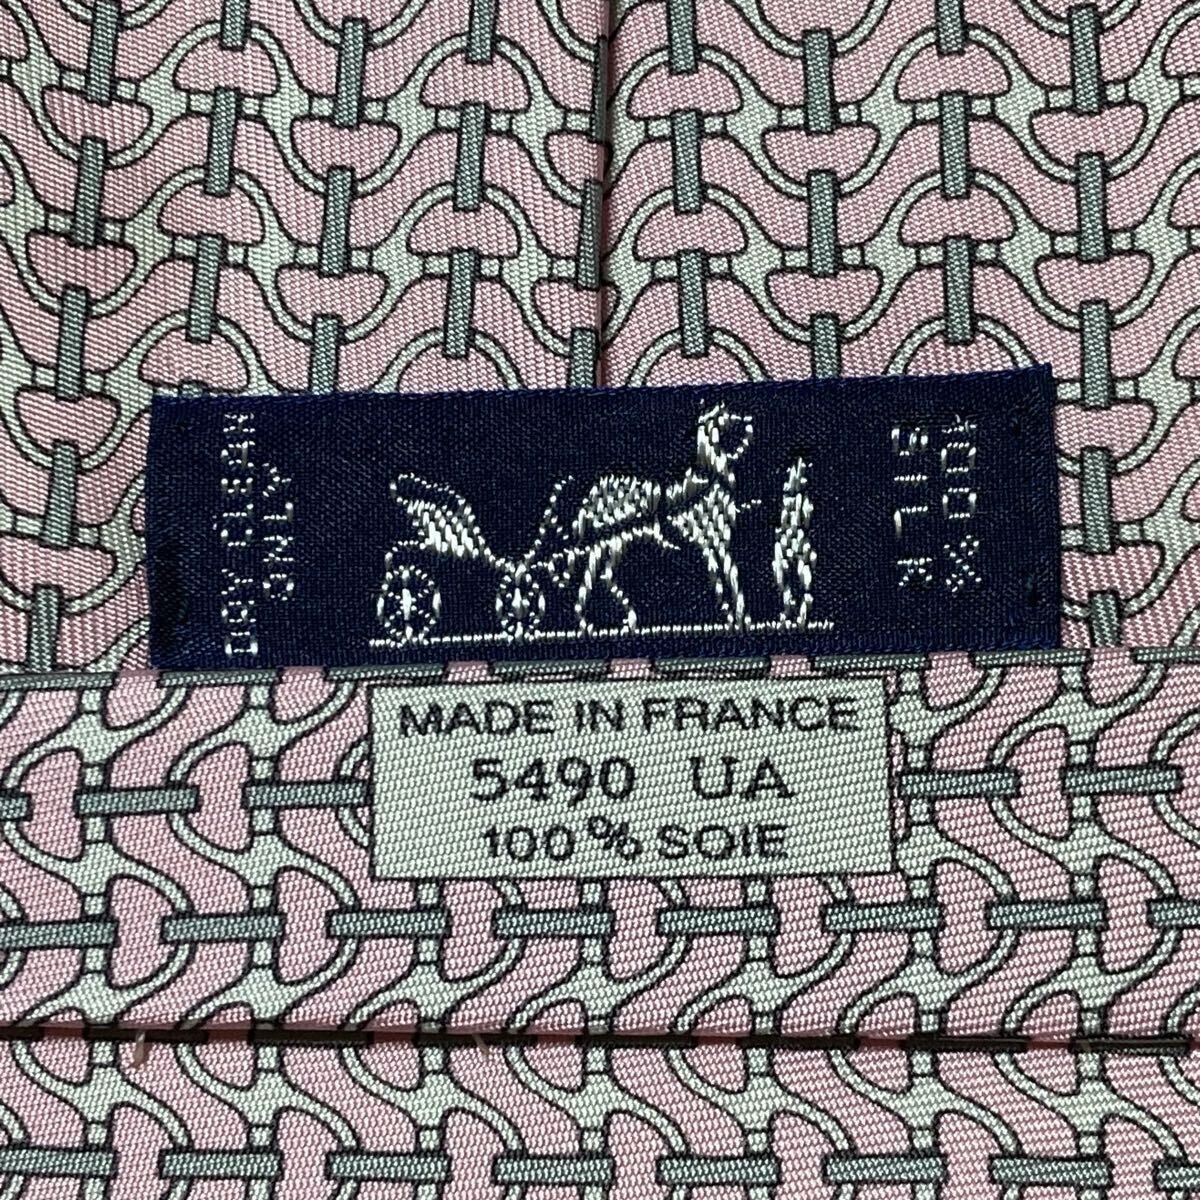 DRY CLEAN
ONLY
100%
SILK
MADE IN FRANCE
5490 UA
100% SOIE